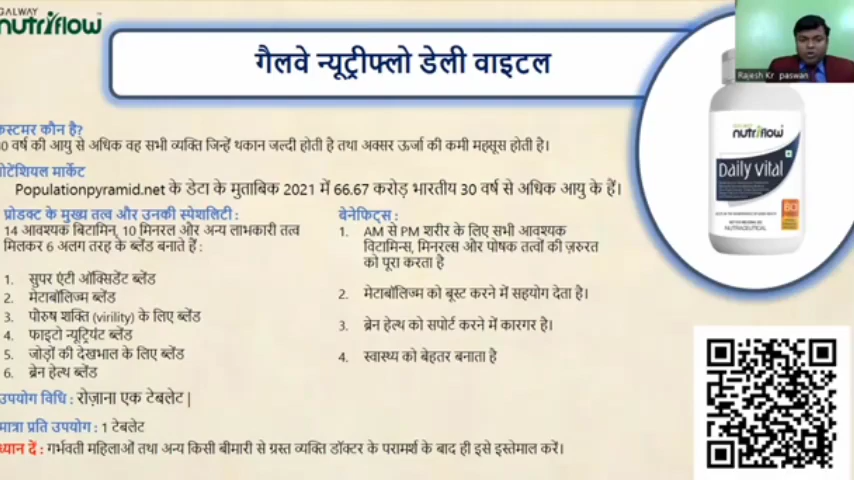 GALWAY
nutriflow
गैलवे न्यूट्रीफ्लो डेली वाइटल
Rajesh Kr paswan
कस्टमर कौन है?
30 वर्ष की आयु से अधिक वह सभी व्यक्ति जिन्हें थकान जल्दी होती है तथा अक्सर ऊर्जा की कमी महसूस होती है।
पोटेंशियल मार्केट
Populationpyramid.net के डेटा के मुताबिक 2021 में 66.67 करोड़ भारतीय 30 वर्ष से अधिक आयु के हैं।
प्रोडक्ट के मुख्य तत्व और उनकी स्पेशलिटी :
14 आवश्यक बिटामिन, 10 मिनरल और अन्य लाभकारी तत्व
मिलकर 6 अलग तरह के ब्लेंड बनाते हैं :
1. सुपर एंटी ऑक्सिडेंट ब्लेंड
2. मेटाबॉलिज्म ब्लेंड
3. पौरुष शक्ति (virility) के लिए ब्लेंड
4. फाइटो न्यूट्रियंट ब्लेंड
5. जोड़ों की देखभाल के लिए ब्लेंड
6. ब्रेन हेल्थ ब्लेंड
बेनेफिट्स :
1. AM से PM शरीर के लिए सभी आवश्यक
विटामिन्स, मिनरल्स और पोषक तत्वों की ज़रुरत
को पूरा करता है
2. मेटाबॉलिज्म को बूस्ट करने में सहयोग देता है।
3. ब्रेन हेल्थ को सपोर्ट करने में कारगर है।
4. स्वास्थ्य को बेहतर बनाता है
उपयोग विधि : रोज़ाना एक टेबलेट
मात्रा प्रति उपयोग : 1 टेबलेट
ध्यान दें : गर्भवती महिलाओं तथा अन्य किसी बीमारी से ग्रस्त व्यक्ति डॉक्टर के परामर्श के बाद ही इसे इस्तेमाल करें।
nutriflow
Daily Vital
60
NUTRACEUTICAL